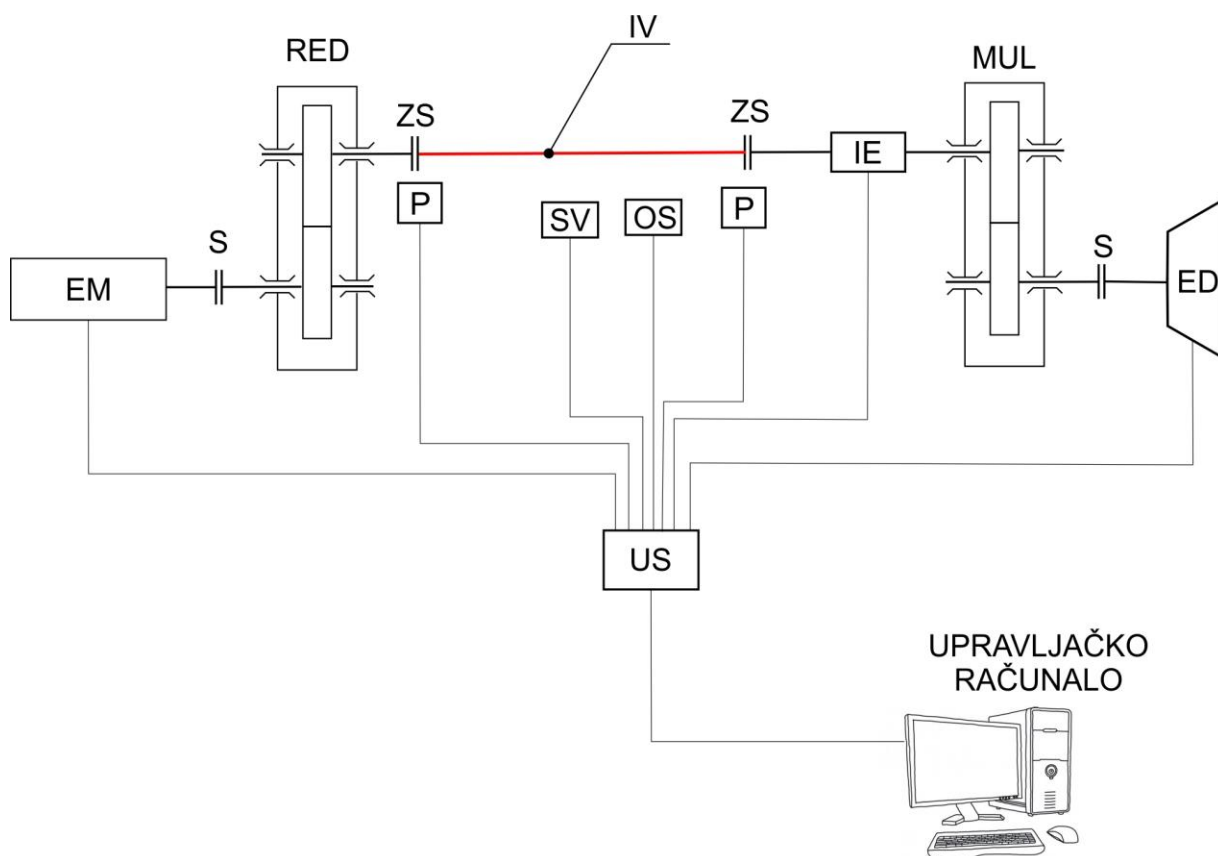 IV
RED
MUL
ZS
ZS
IE
P
SV
OS
P
S
S
EM
ED
US
UPRAVLJAČKO
RAČUNALO